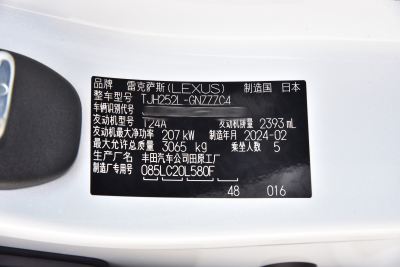 品牌 雷克萨斯(LEXUS) 制造国 日本
整车型号 TJH252L-GNZZZC4
车辆识别代号
发动机型号 T24A 发动机排量 2393 mL
发动机最大净功率 207 kW 制造年月 2024-02
最大允许总质量 3065 kg 乘坐人数 5
生产厂名 丰田汽车公司田原工厂
制造厂专用号 085LC20L580F
48 016